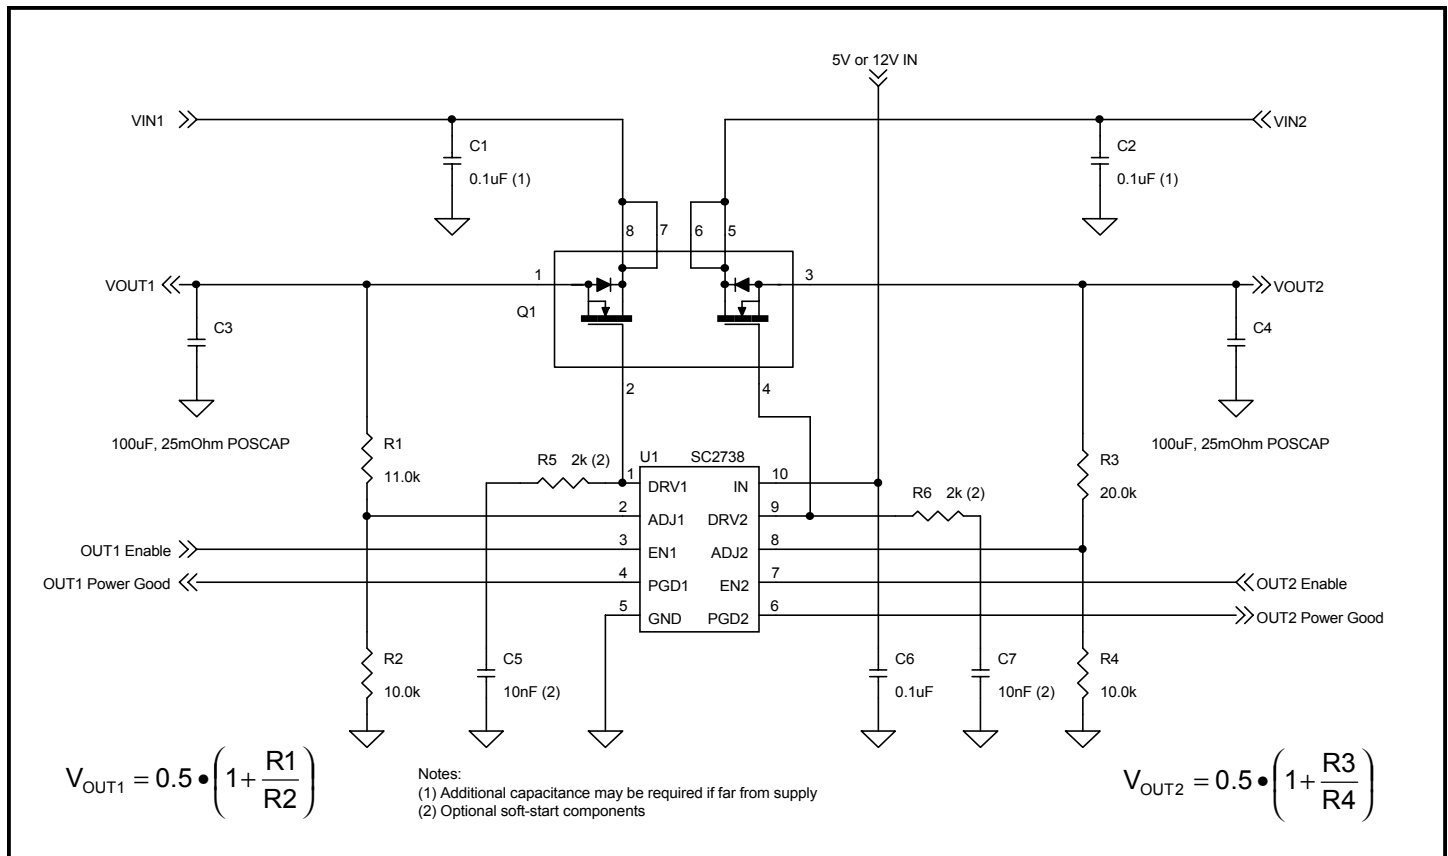 5V or 12V IN
VIN1
VIN2
C1
0.1uF (1)
C2
0.1uF (1)
8
7
6
5
1
3
VOUT1
VOUT2
Q1
C3
C4
2
4
100uF, 25mOhm POSCAP
100uF, 25mOhm POSCAP
R1
11.0k
R3
20.0k
U1
SC2738
R5 2k (2)
R6 2k (2)
1 DRV1 IN 10
2 ADJ1 DRV2 9
3 EN1 ADJ2 8
4 PGD1 EN2 7
5 GND PGD2 6
OUT1 Enable
OUT1 Power Good
OUT2 Enable
OUT2 Power Good
R2
10.0k
C5
10nF (2)
C6
0.1uF
C7
10nF (2)
R4
10.0k
V_OUT1 = 0.5 • (1+ R1/R2)
Notes:
(1) Additional capacitance may be required if far from supply
(2) Optional soft-start components
V_OUT2 = 0.5 • (1+ R3/R4)